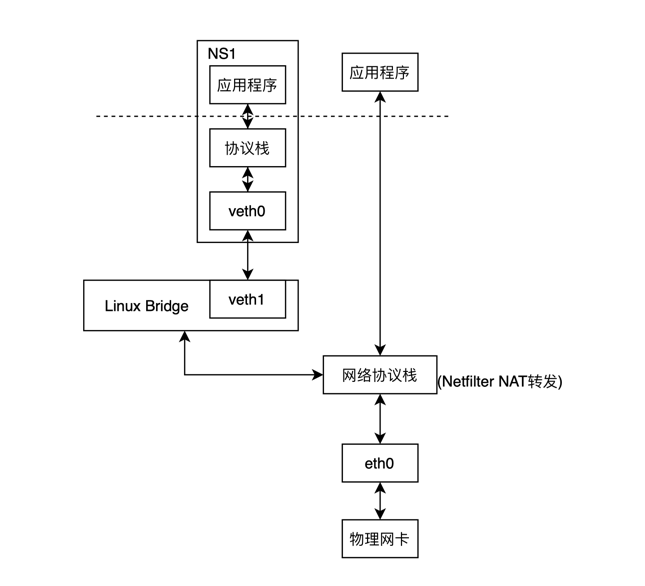 NS1
应用程序
应用程序
协议栈
veth0
Linux Bridge
veth1
网络协议栈
(Netfilter NAT转发)
eth0
物理网卡